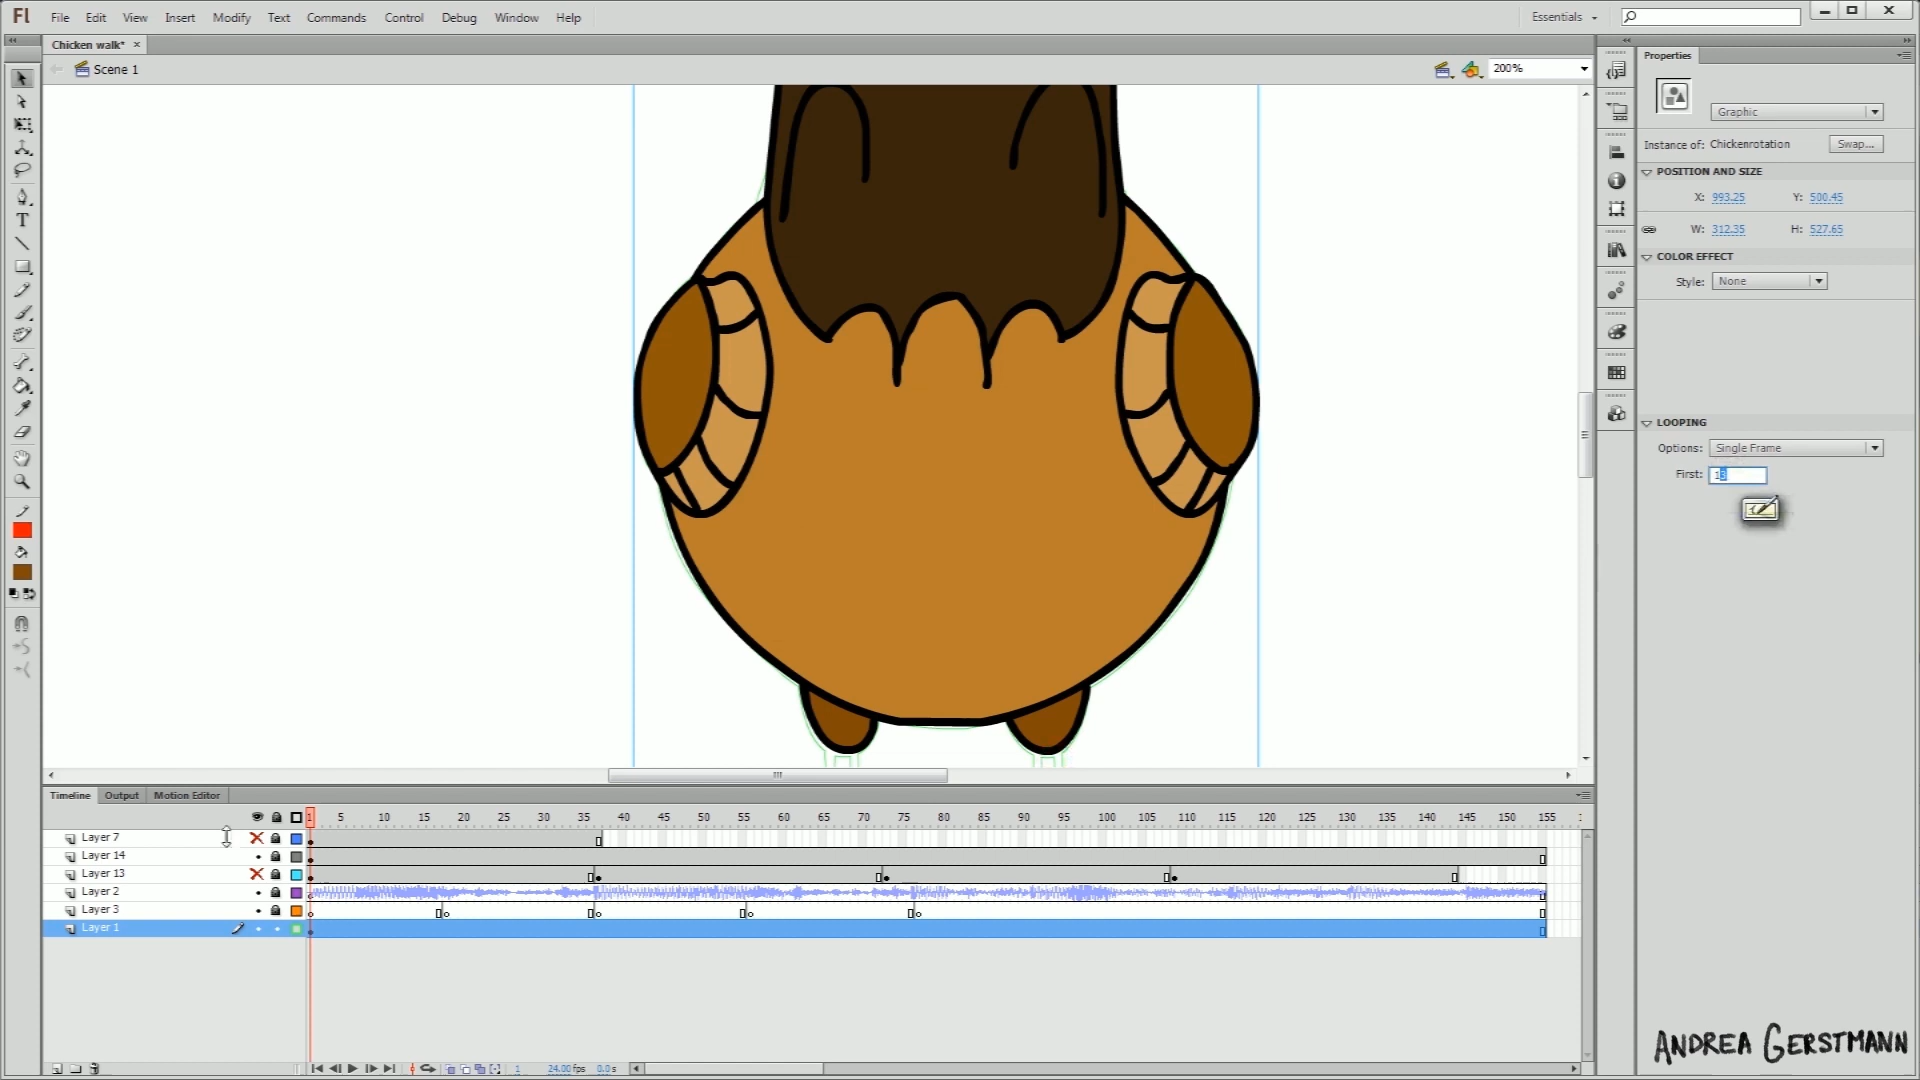 Fl File Edit View Insert Modify Text Commands Control Debug Window Help Essentials
Chicken walk* ×
Scene 1 200%
Properties
Graphic
Instance of: Chickenrotation Swap...
POSITION AND SIZE
X: 993.25 Y: 500.45
W: 312.35 H: 527.65
COLOR EFFECT
Style: None
LOOPING
Options: Single Frame
First: 13
T
Timeline Output Motion Editor
1 5 10 15 20 25 30 35 40 45 50 55 60 65 70 75 80 85 90 95 100 105 110 115 120 125 130 135 140 145 150 155
Layer 7
Layer 14
Layer 13
Layer 2
Layer 3
Layer 1
1 24.00 fps 0.0 s
ANDREA GERSTMANN